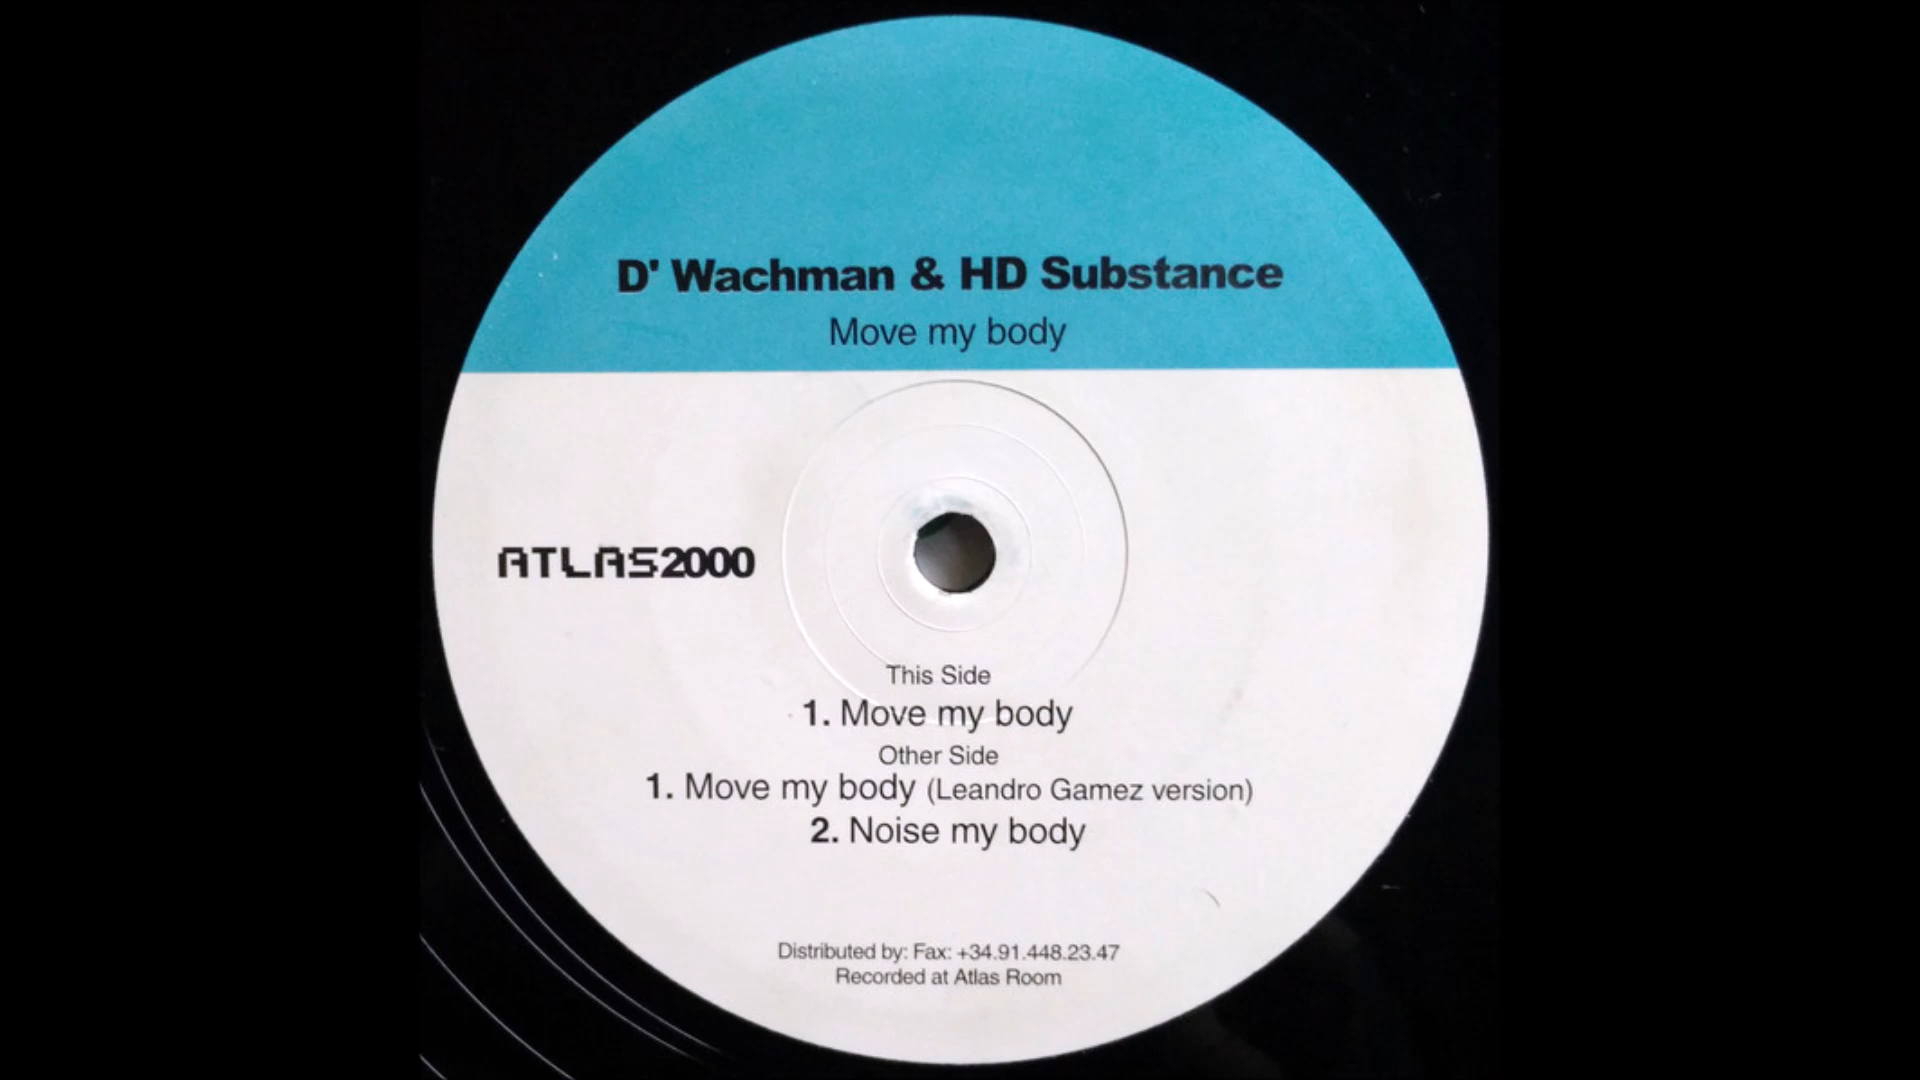 D' Wachman & HD Substance
Move my body
ATLAS2000
This Side
1. Move my body
Other Side
1. Move my body (Leandro Gamez version)
2. Noise my body
Distributed by: Fax: +34.91.448.23.47
Recorded at Atlas Room